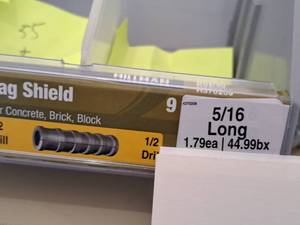 55
+
HILLMAN
ag Shield
r Concrete, Brick, Block
9
2
ill
1/2
Dri
5/16
Long
1.79ea | 44.99bx